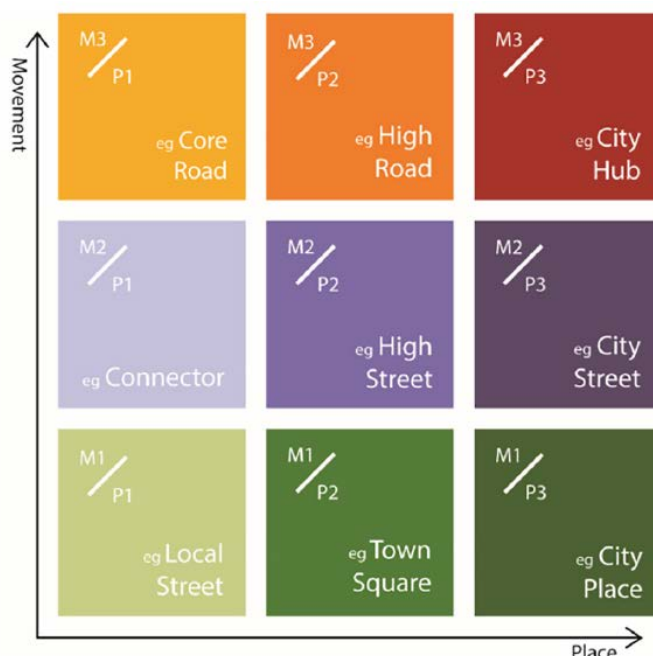 Movement
M3
P1
eg Core
Road
M3
P2
eg High
Road
M3
P3
eg City
Hub
M2
P1
eg Connector
M2
P2
eg High
Street
M2
P3
eg City
Street
M1
P1
eg Local
Street
M1
P2
eg Town
Square
M1
P3
eg City
Place
Place